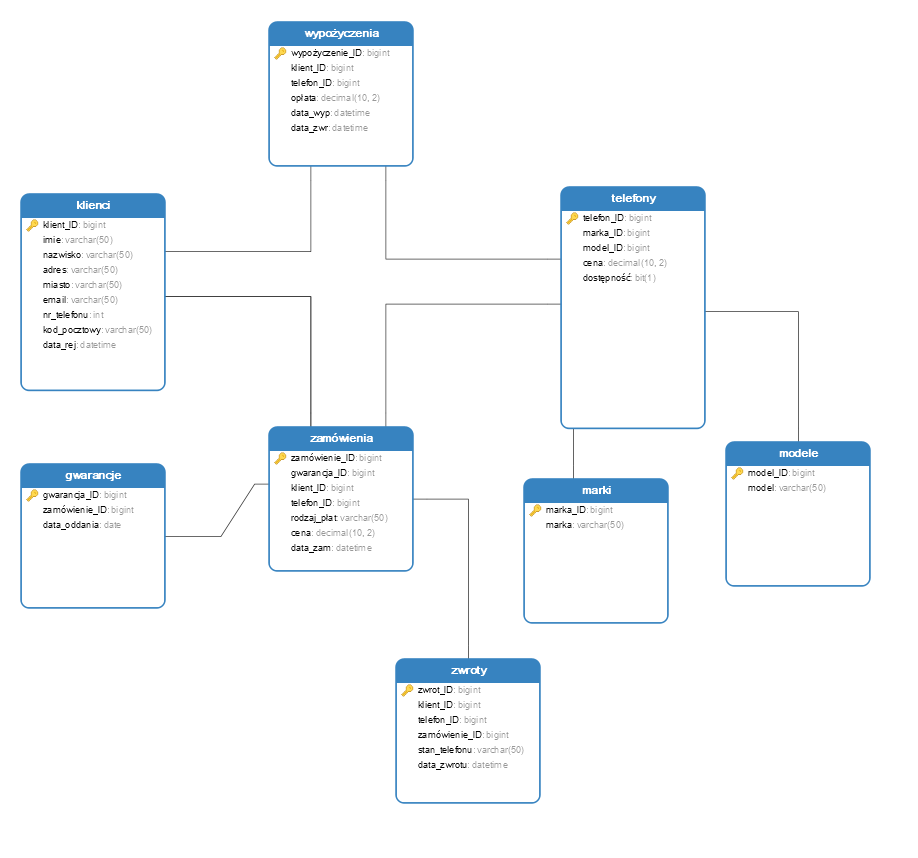 wypożyczenia
wypożyczenie_ID: bigint
klient_ID: bigint
telefon_ID: bigint
opłata: decimal(10, 2)
data_wyp: datetime
data_zwr: datetime
klienci
klient_ID: bigint
imie: varchar(50)
nazwisko: varchar(50)
adres: varchar(50)
miasto: varchar(50)
email: varchar(50)
nr_telefonu: int
kod_pocztowy: varchar(50)
data_rej: datetime
telefony
telefon_ID: bigint
marka_ID: bigint
model_ID: bigint
cena: decimal(10, 2)
dostępność: bit(1)
zamówienia
zamówienie_ID: bigint
gwarancja_ID: bigint
klient_ID: bigint
telefon_ID: bigint
rodzaj_płat: varchar(50)
cena: decimal(10, 2)
data_zam: datetime
gwarancje
gwarancja_ID: bigint
zamówienie_ID: bigint
data_oddania: date
marki
marka_ID: bigint
marka: varchar(50)
modele
model_ID: bigint
model: varchar(50)
zwroty
zwrot_ID: bigint
klient_ID: bigint
telefon_ID: bigint
zamówienie_ID: bigint
stan_telefonu: varchar(50)
data_zwrotu: datetime